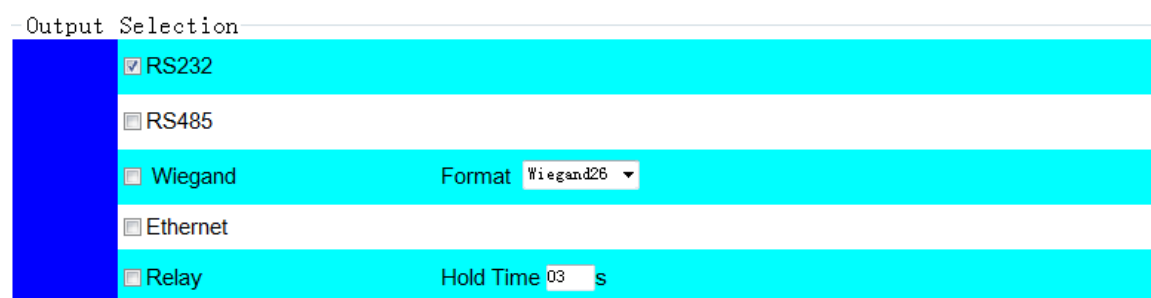 Output Selection
RS232
RS485
Wiegand Format Wiegand26
Ethernet
Relay Hold Time 03 s